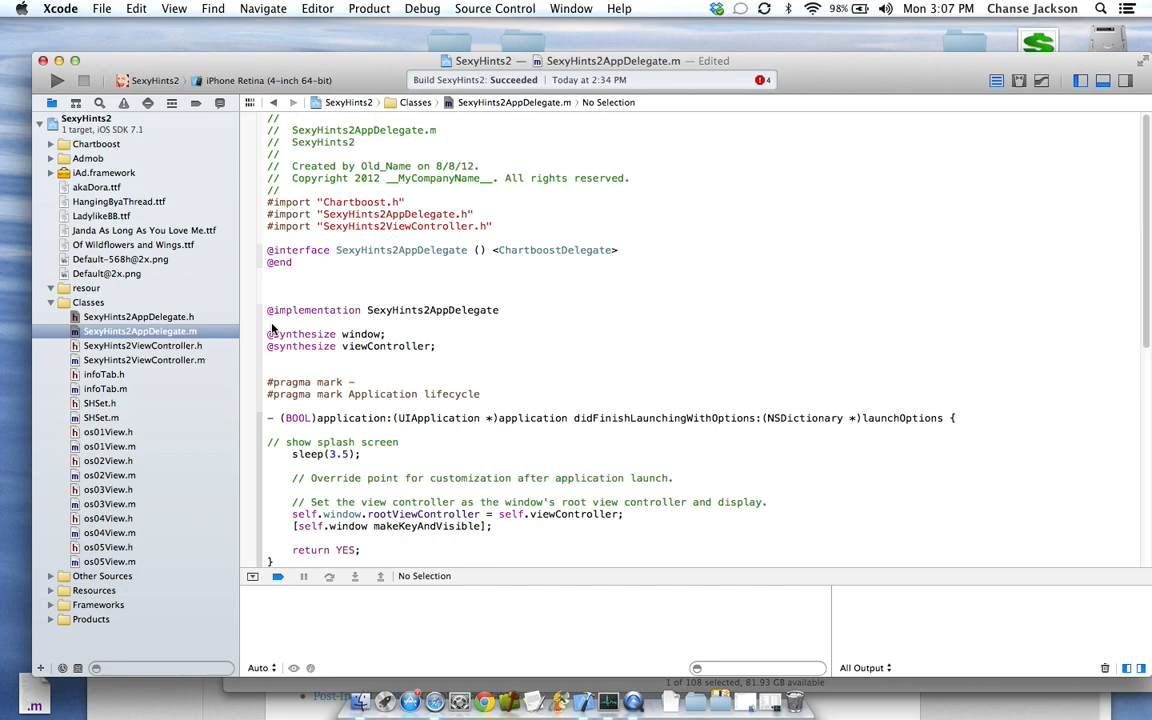 Xcode File Edit View Find Navigate Editor Product Debug Source Control Window Help 98% Mon 3:07 PM Chanse Jackson
SexyHints2 — SexyHints2AppDelegate.m — Edited
SexyHints2 iPhone Retina (4-inch 64-bit) Build SexyHints2: Succeeded Today at 2:34 PM 4
SexyHints2 Classes SexyHints2AppDelegate.m No Selection
SexyHints2
1 target, iOS SDK 7.1
Chartboost
Admob
iAd.framework
akaDora.ttf
HangingByaThread.ttf
LadylikeBB.ttf
Janda As Long As You Love Me.ttf
Of Wildflowers and Wings.ttf
Default-568h@2x.png
Default@2x.png
resour
Classes
SexyHints2AppDelegate.h
SexyHints2AppDelegate.m
SexyHints2ViewController.h
SexyHints2ViewController.m
infoTab.h
infoTab.m
SHSet.h
SHSet.m
os01View.h
os01View.m
os02View.h
os02View.m
os03View.h
os03View.m
os04View.h
os04View.m
os05View.h
os05View.m
Other Sources
Resources
Frameworks
Products
//
// SexyHints2AppDelegate.m
// SexyHints2
//
// Created by Old_Name on 8/8/12.
// Copyright 2012 __MyCompanyName__. All rights reserved.
//
#import "Chartboost.h"
#import "SexyHints2AppDelegate.h"
#import "SexyHints2ViewController.h"
@interface SexyHints2AppDelegate () <ChartboostDelegate>
@end
@implementation SexyHints2AppDelegate
@synthesize window;
@synthesize viewController;
#pragma mark -
#pragma mark Application lifecycle
- (BOOL)application:(UIApplication *)application didFinishLaunchingWithOptions:(NSDictionary *)launchOptions {
// show splash screen
sleep(3.5);
// Override point for customization after application launch.
// Set the view controller as the window's root view controller and display.
self.window.rootViewController = self.viewController;
[self.window makeKeyAndVisible];
return YES;
}
No Selection
Auto
All Output
1 of 108 selected, 81.93 GB available
.m